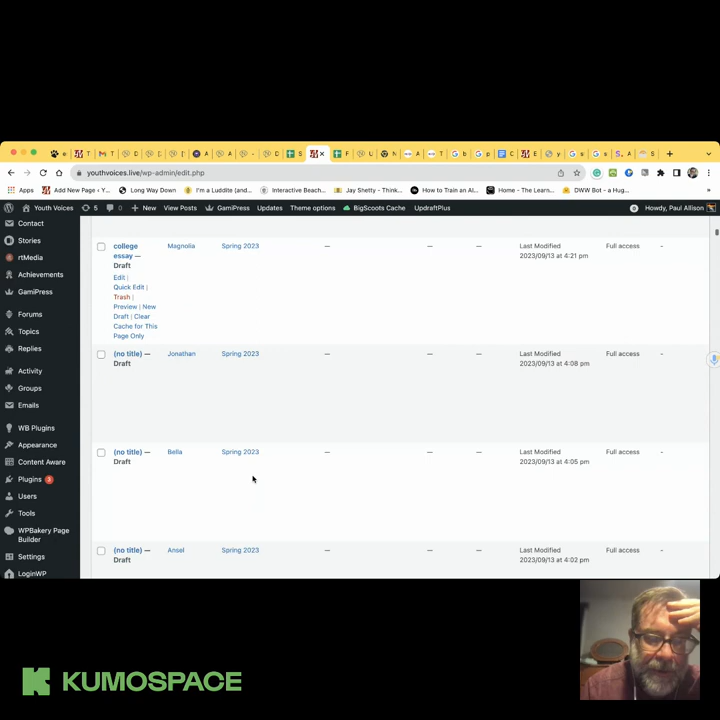 youthvoices.live/wp-admin/edit.php
Apps
Add New Page ‹ Y...
Long Way Down
I'm a Luddite (and...
Interactive Beach...
Jay Shetty - Think...
How to Train an AI...
Home - The Learn...
DWW Bot - a Hug...
Youth Voices
5
0
New
View Posts
GamiPress
Updates
Theme options
BigScoots Cache
UpdraftPlus
0
Howdy, Paul Allison
Contact
Stories
rtMedia
Achievements
GamiPress
Forums
Topics
Replies
Activity
Groups
Emails
WB Plugins
Appearance
Content Aware
Plugins 3
Users
Tools
WPBakery Page
Builder
Settings
LoginWP
college
essay —
Draft
Edit |
Quick Edit |
Trash |
Preview | New
Draft | Clear
Cache for This
Page Only
Magnolia
Spring 2023
—
—
—
Last Modified
2023/09/13 at 4:21 pm
Full access
-
(no title) —
Draft
Jonathan
Spring 2023
—
—
—
Last Modified
2023/09/13 at 4:08 pm
Full access
-
(no title) —
Draft
Bella
Spring 2023
—
—
—
Last Modified
2023/09/13 at 4:05 pm
Full access
-
(no title) —
Draft
Ansel
Spring 2023
—
—
—
Last Modified
2023/09/13 at 4:02 pm
Full access
-
KUMOSPACE